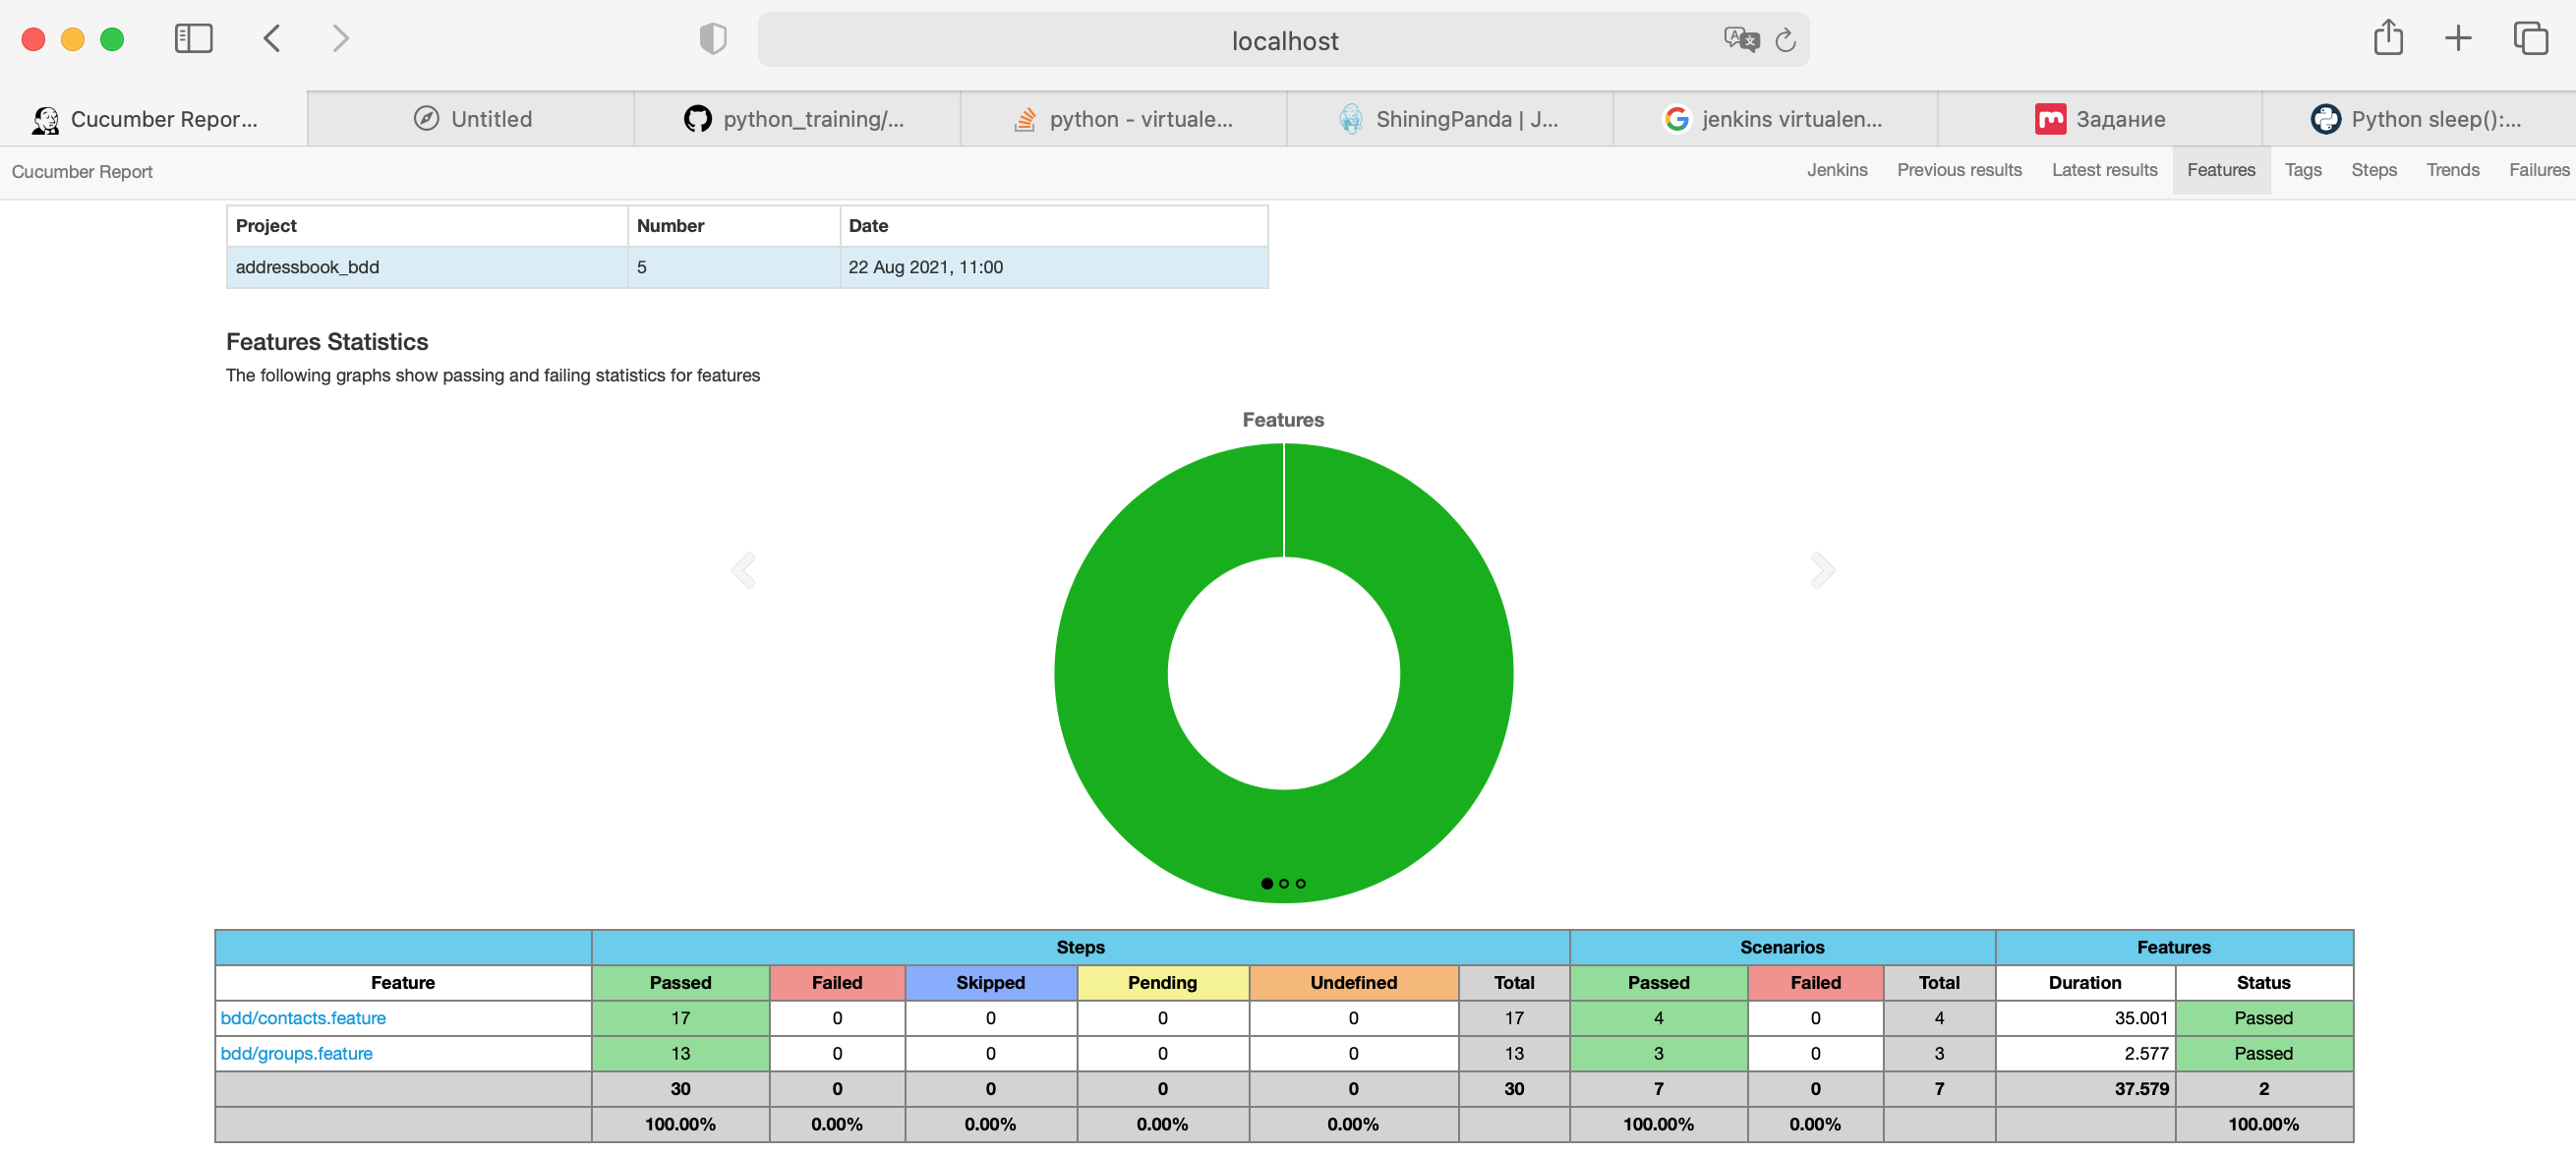 localhost
Cucumber Repor...
Untitled
python_training/...
python - virtuale...
ShiningPanda | J...
jenkins virtualen...
Задание
Python sleep():...
Cucumber Report
Jenkins Previous results Latest results Features Tags Steps Trends Failures
Project Number Date
addressbook_bdd 5 22 Aug 2021, 11:00
Features Statistics
The following graphs show passing and failing statistics for features
Features
Steps Scenarios Features
Feature Passed Failed Skipped Pending Undefined Total Passed Failed Total Duration Status
bdd/contacts.feature 17 0 0 0 0 17 4 0 4 35.001 Passed
bdd/groups.feature 13 0 0 0 0 13 3 0 3 2.577 Passed
30 0 0 0 0 30 7 0 7 37.579 2
100.00% 0.00% 0.00% 0.00% 0.00% 100.00% 0.00% 100.00%